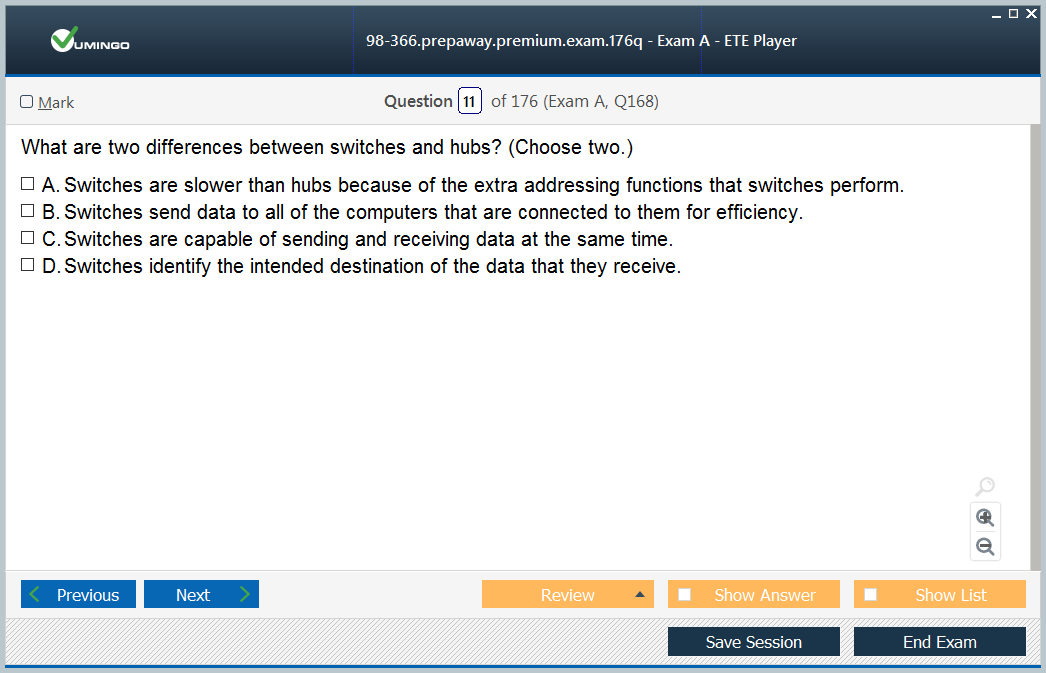 VUMINGO
98-366.prepaway.premium.exam.176q - Exam A - ETE Player
Mark
Question 11 of 176 (Exam A, Q168)
What are two differences between switches and hubs? (Choose two.)
A. Switches are slower than hubs because of the extra addressing functions that switches perform.
B. Switches send data to all of the computers that are connected to them for efficiency.
C. Switches are capable of sending and receiving data at the same time.
D. Switches identify the intended destination of the data that they receive.
Previous
Next
Review
Show Answer
Show List
Save Session
End Exam